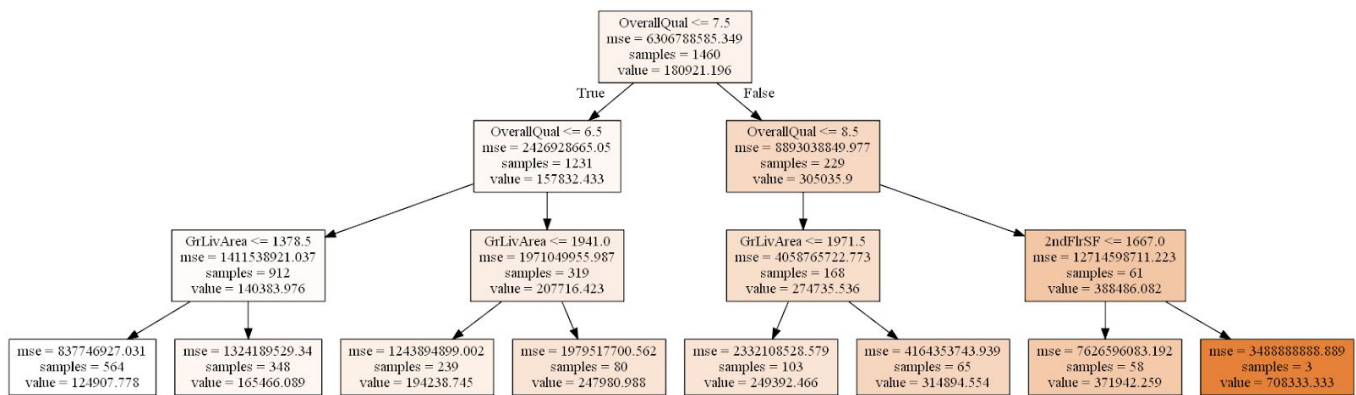 OverallQual <= 7.5
mse = 6306788585.349
samples = 1460
value = 180921.196
True
False
OverallQual <= 6.5
mse = 2426928665.05
samples = 1231
value = 157832.433
OverallQual <= 8.5
mse = 8893038849.977
samples = 229
value = 305035.9
GrLivArea <= 1378.5
mse = 1411538921.037
samples = 912
value = 140383.976
GrLivArea <= 1941.0
mse = 1971049955.987
samples = 319
value = 207716.423
GrLivArea <= 1971.5
mse = 4058765722.773
samples = 168
value = 274735.536
2ndFlrSF <= 1667.0
mse = 12714598711.223
samples = 61
value = 388486.082
mse = 837746927.031
samples = 564
value = 124907.778
mse = 1324189529.34
samples = 348
value = 165466.089
mse = 1243894899.002
samples = 239
value = 194238.745
mse = 1979517700.562
samples = 80
value = 247980.988
mse = 2332108528.579
samples = 103
value = 249392.466
mse = 4164353743.939
samples = 65
value = 314894.554
mse = 7626596083.192
samples = 58
value = 371942.259
mse = 3488888888.889
samples = 3
value = 708333.333